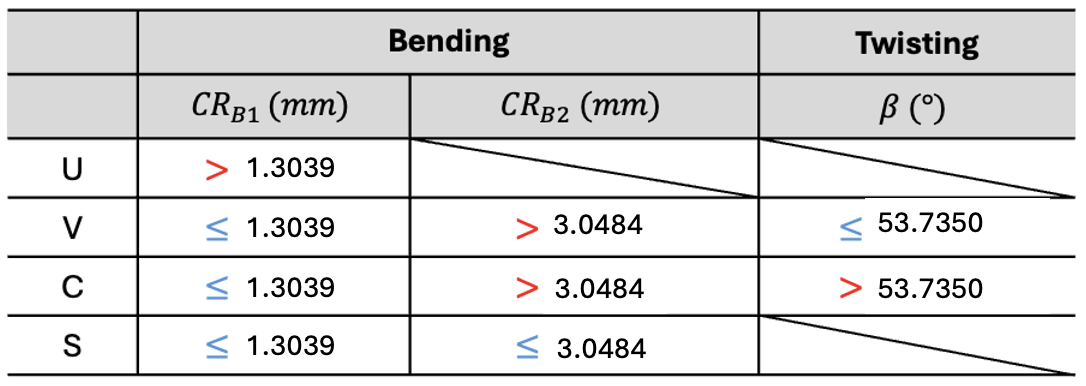 Bending Twisting
CR_B1 (mm) CR_B2 (mm) β (°)
U > 1.3039
V ≤ 1.3039 > 3.0484 ≤ 53.7350
C ≤ 1.3039 > 3.0484 > 53.7350
S ≤ 1.3039 ≤ 3.0484